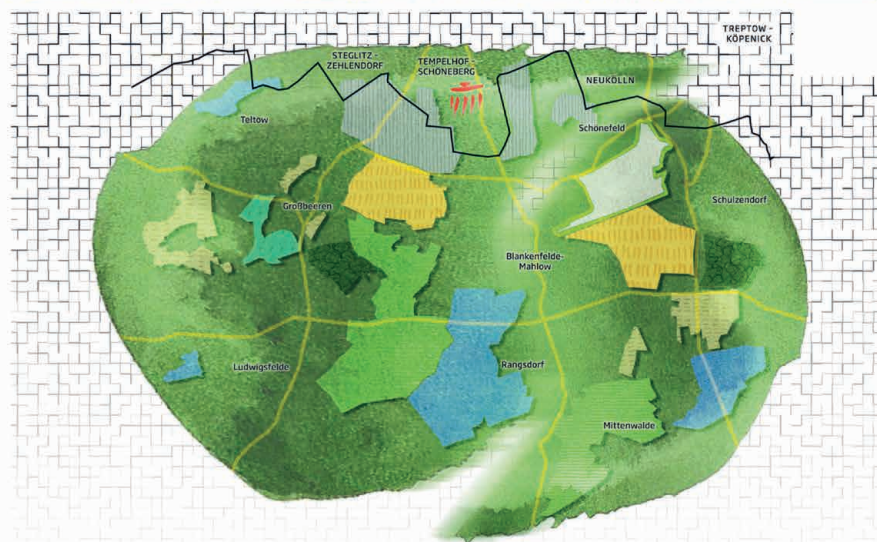 TREPTOW -
KÖPENICK
STEGLITZ -
ZEHLENDORF
TEMPELHOF -
SCHÖNEBERG
NEUKÖLLN
Teltow
Schönefeld
Großbeeren
Schulzendorf
Blankenfelde-
Mahlow
Ludwigsfelde
Rangsdorf
Mittenwalde